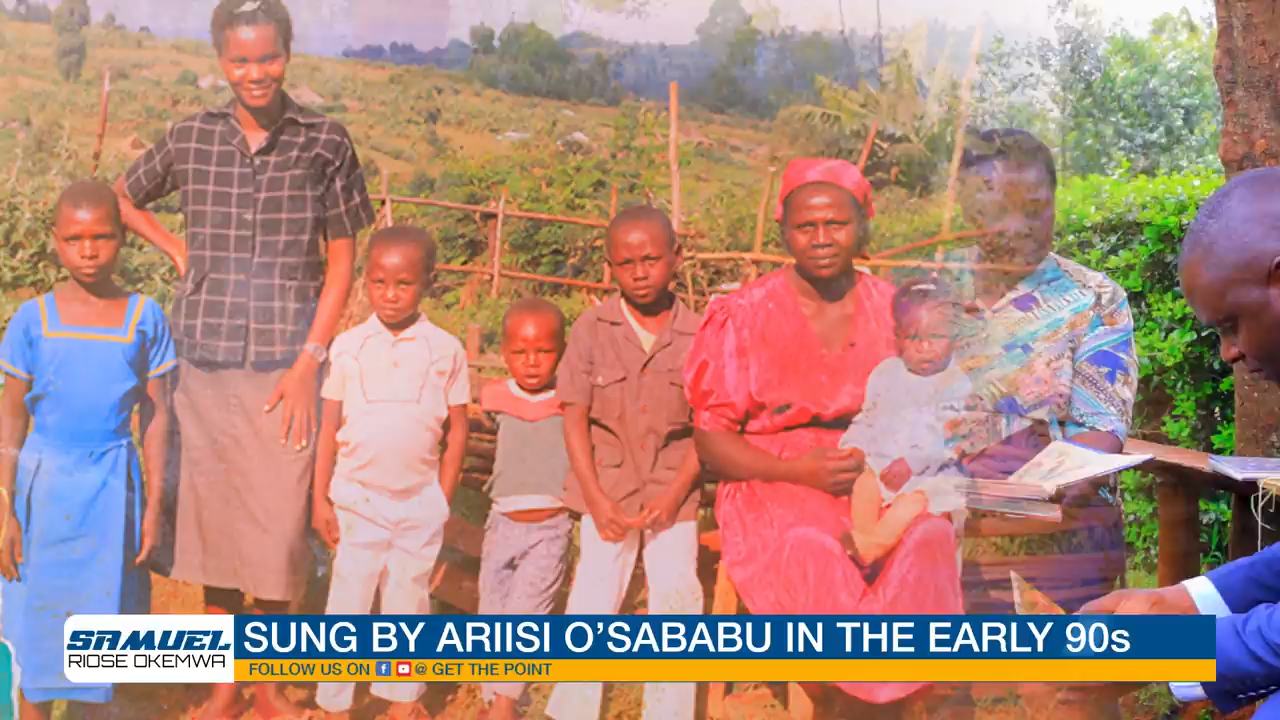 SAMUEL
RIOSE OKEMWA
SUNG BY ARIISI O’SABABU IN THE EARLY 90s
FOLLOW US ON @ GET THE POINT